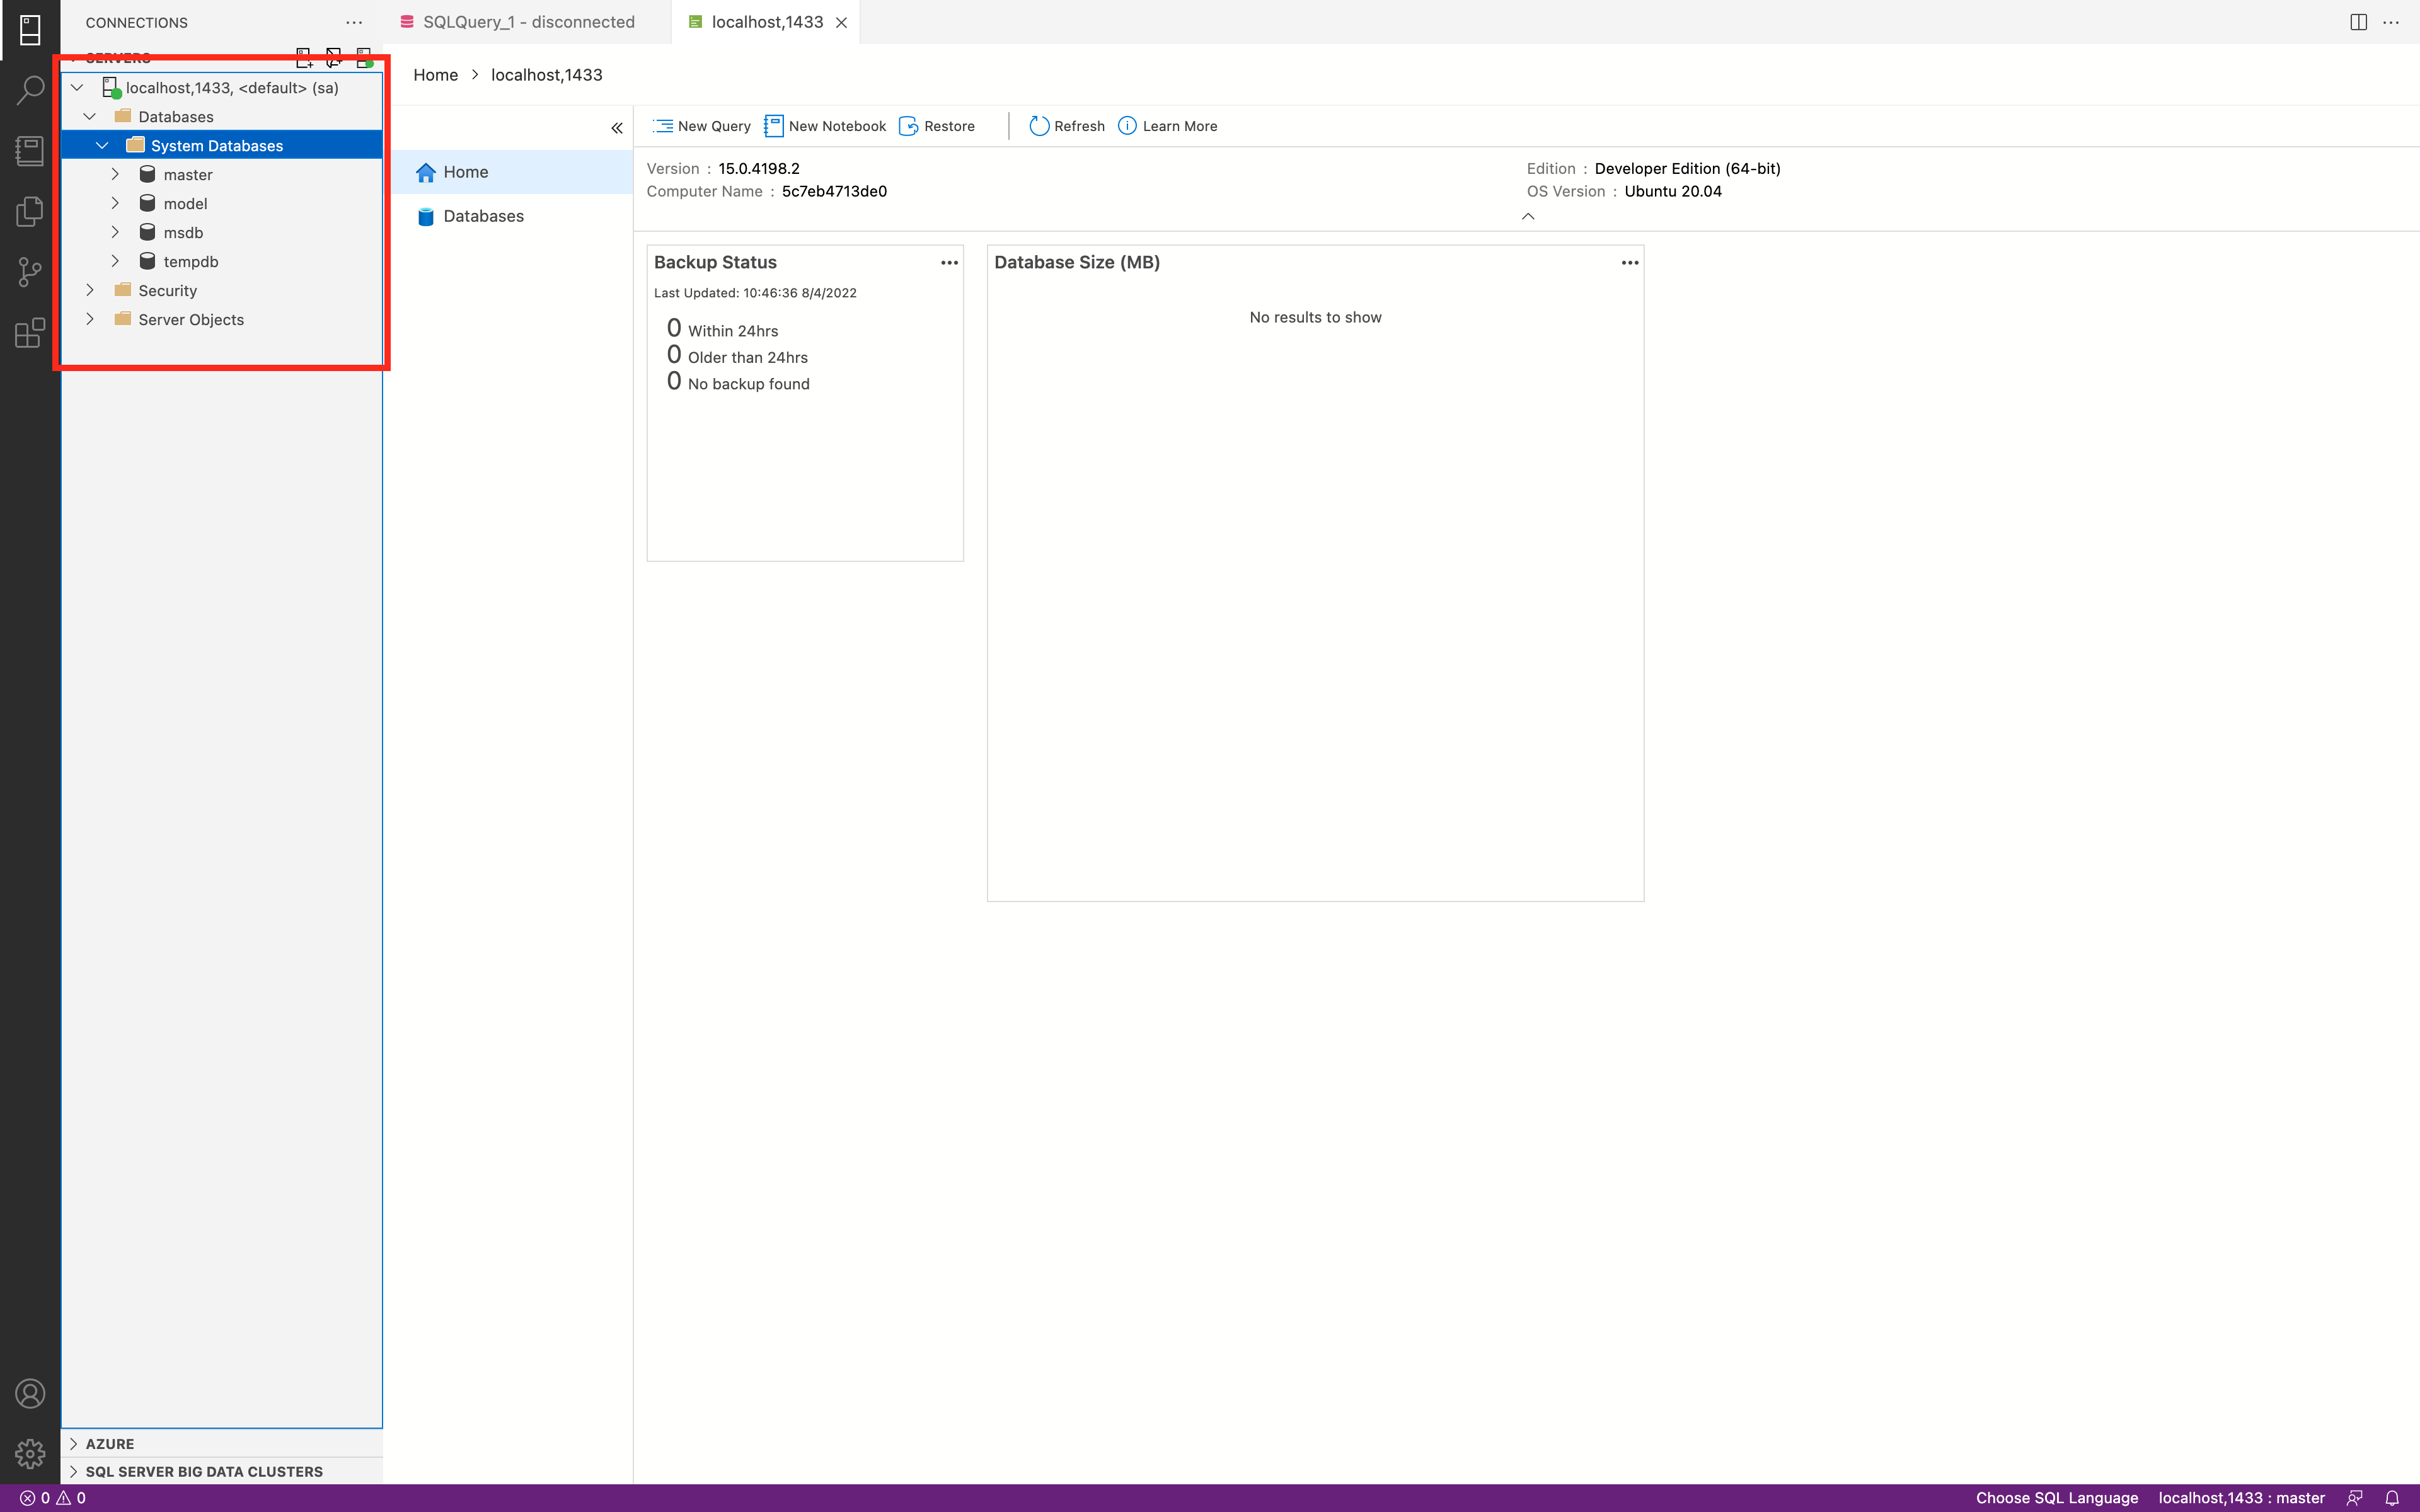 CONNECTIONS
SQLQuery_1 - disconnected
localhost,1433
SERVERS
Home > localhost,1433
localhost,1433, <default> (sa)
Databases
System Databases
master
model
msdb
tempdb
Security
Server Objects
Home
Databases
New Query
New Notebook
Restore
Refresh
Learn More
Version : 15.0.4198.2
Computer Name : 5c7eb4713de0
Edition : Developer Edition (64-bit)
OS Version : Ubuntu 20.04
Backup Status
Last Updated: 10:46:36 8/4/2022
0 Within 24hrs
0 Older than 24hrs
0 No backup found
Database Size (MB)
No results to show
AZURE
SQL SERVER BIG DATA CLUSTERS
0 0
Choose SQL Language
localhost,1433 : master